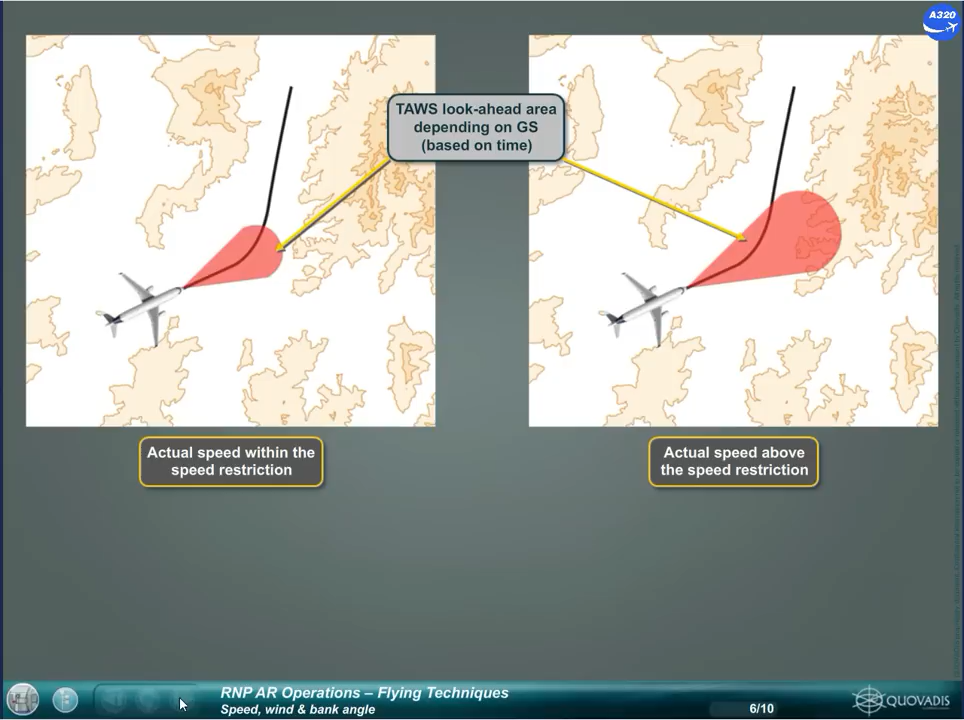 A320
TAWS look-ahead area
depending on GS
(based on time)
Actual speed within the
speed restriction
Actual speed above
the speed restriction
RNP AR Operations – Flying Techniques
Speed, wind & bank angle
6/10
QUOVADIS